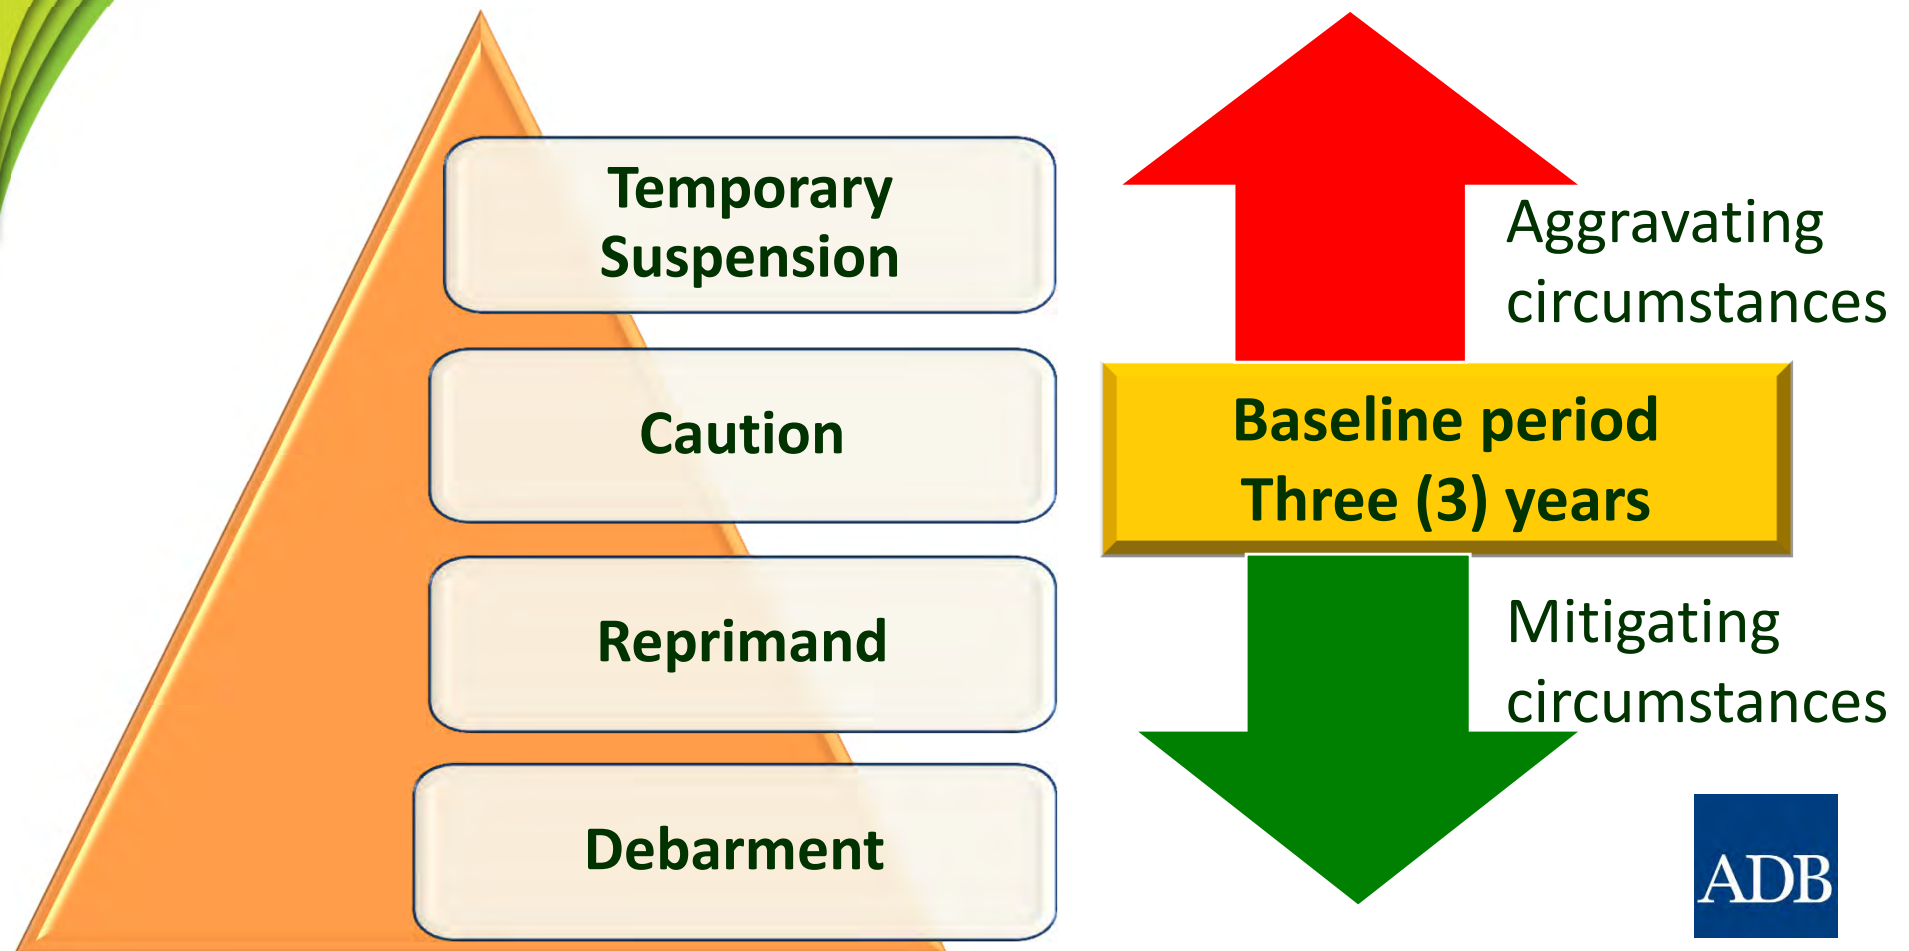 Temporary
Suspension
Caution
Reprimand
Debarment
Aggravating
circumstances
Baseline period
Three (3) years
Mitigating
circumstances
ADB